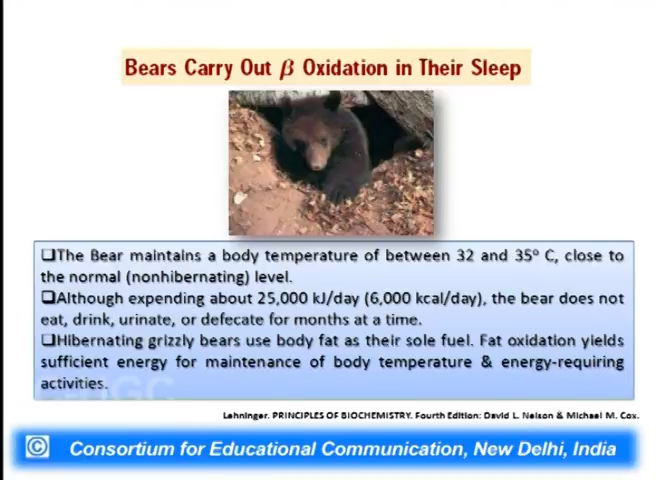 Bears Carry Out β Oxidation in Their Sleep
❑The Bear maintains a body temperature of between 32 and 35° C, close to
the normal (nonhibernating) level.
❑Although expending about 25,000 kJ/day (6,000 kcal/day), the bear does not
eat, drink, urinate, or defecate for months at a time.
❑Hibernating grizzly bears use body fat as their sole fuel. Fat oxidation yields
sufficient energy for maintenance of body temperature & energy-requiring
activities.
Lehninger. PRINCIPLES OF BIOCHEMISTRY. Fourth Edition: David L. Nelson & Michael M. Cox.
© Consortium for Educational Communication, New Delhi, India